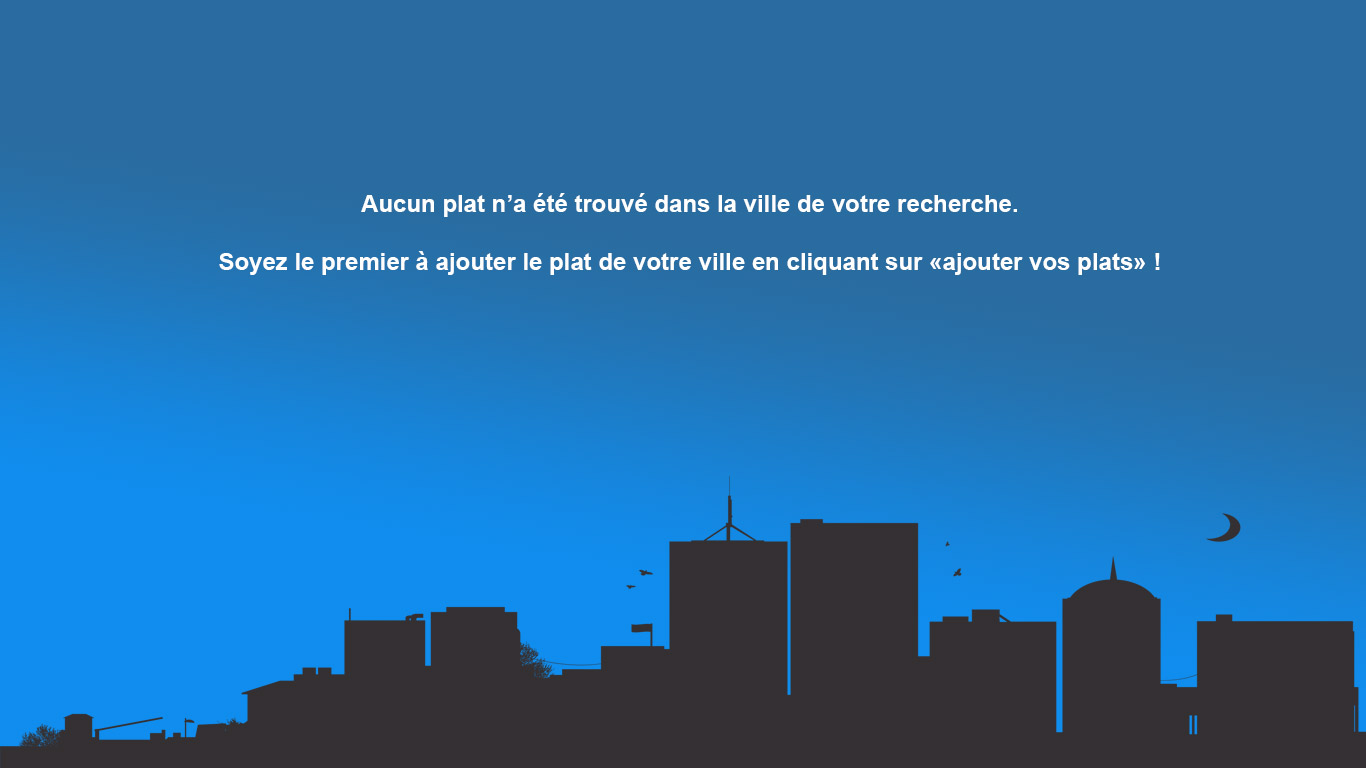 Aucun plat n’a été trouvé dans la ville de votre recherche.
Soyez le premier à ajouter le plat de votre ville en cliquant sur «ajouter vos plats» !